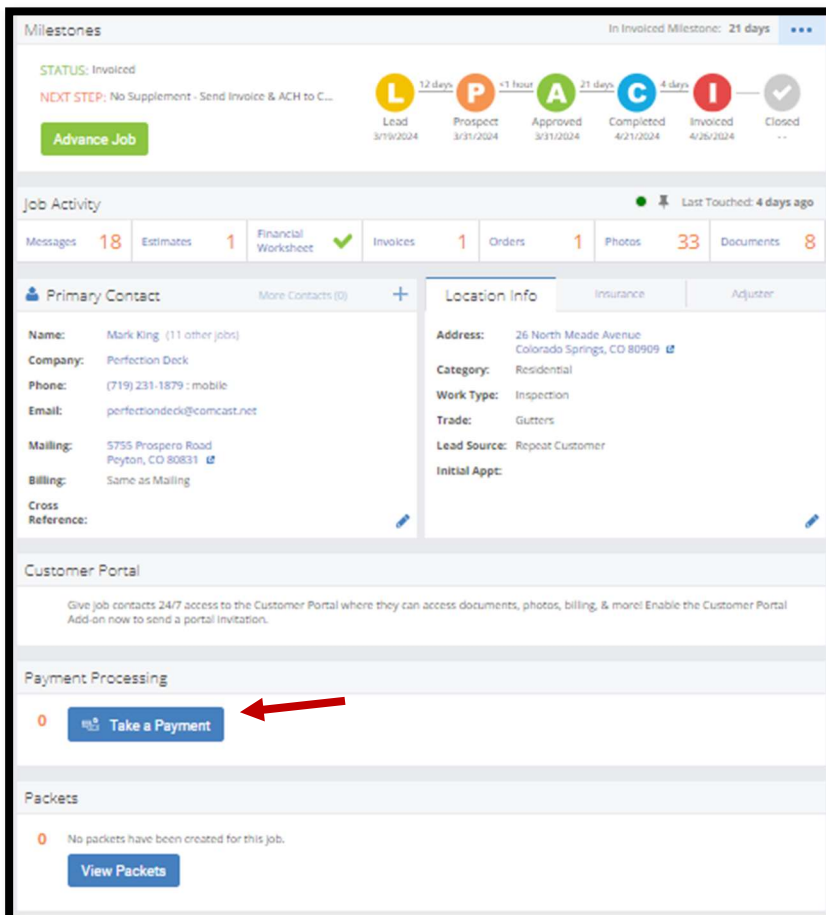 Milestones
In Invoiced Milestone: 21 days
STATUS: Invoiced
NEXT STEP: No Supplement - Send Invoice & ACH to C...
Advance Job
12 days <1 hour 21 days 4 days
L P A C I
Lead Prospect Approved Completed Invoiced Closed
3/19/2024 3/31/2024 3/31/2024 4/21/2024 4/26/2024 --
Job Activity
Last Touched: 4 days ago
Messages 18 Estimates 1 Financial Worksheet Invoices 1 Orders 1 Photos 33 Documents 8
Primary Contact More Contacts (0) +
Name: Mark King (11 other jobs)
Company: Perfection Deck
Phone: (719) 231-1879 : mobile
Email: perfectiondeck@comcast.net
Mailing: 5755 Prospero Road
Peyton, CO 80831
Billing: Same as Mailing
Cross
Reference:
Location Info Insurance Adjuster
Address: 26 North Meade Avenue
Colorado Springs, CO 80909
Category: Residential
Work Type: Inspection
Trade: Gutters
Lead Source: Repeat Customer
Initial Appt:
Customer Portal
Give job contacts 24/7 access to the Customer Portal where they can access documents, photos, billing, & more! Enable the Customer Portal
Add-on now to send a portal invitation.
Payment Processing
0 Take a Payment
Packets
0 No packets have been created for this job.
View Packets